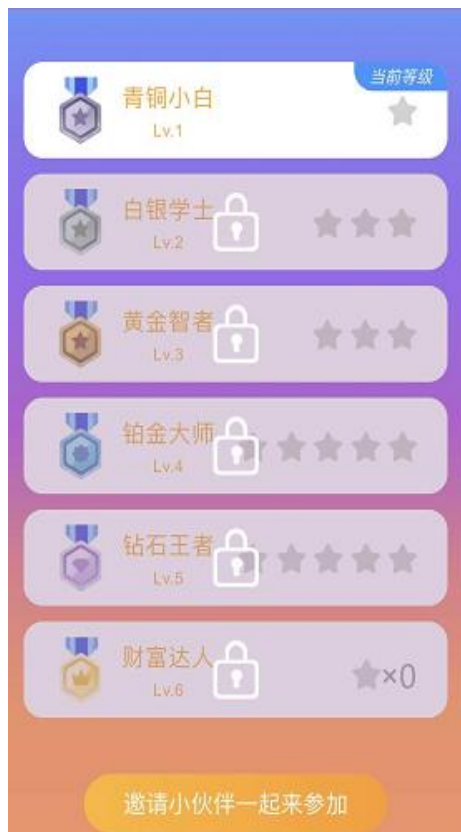 当前等级
青铜小白
Lv.1
白银学士
Lv.2
黄金智者
Lv.3
铂金大师
Lv.4
钻石王者
Lv.5
财富达人
Lv.6
×0
邀请小伙伴一起来参加